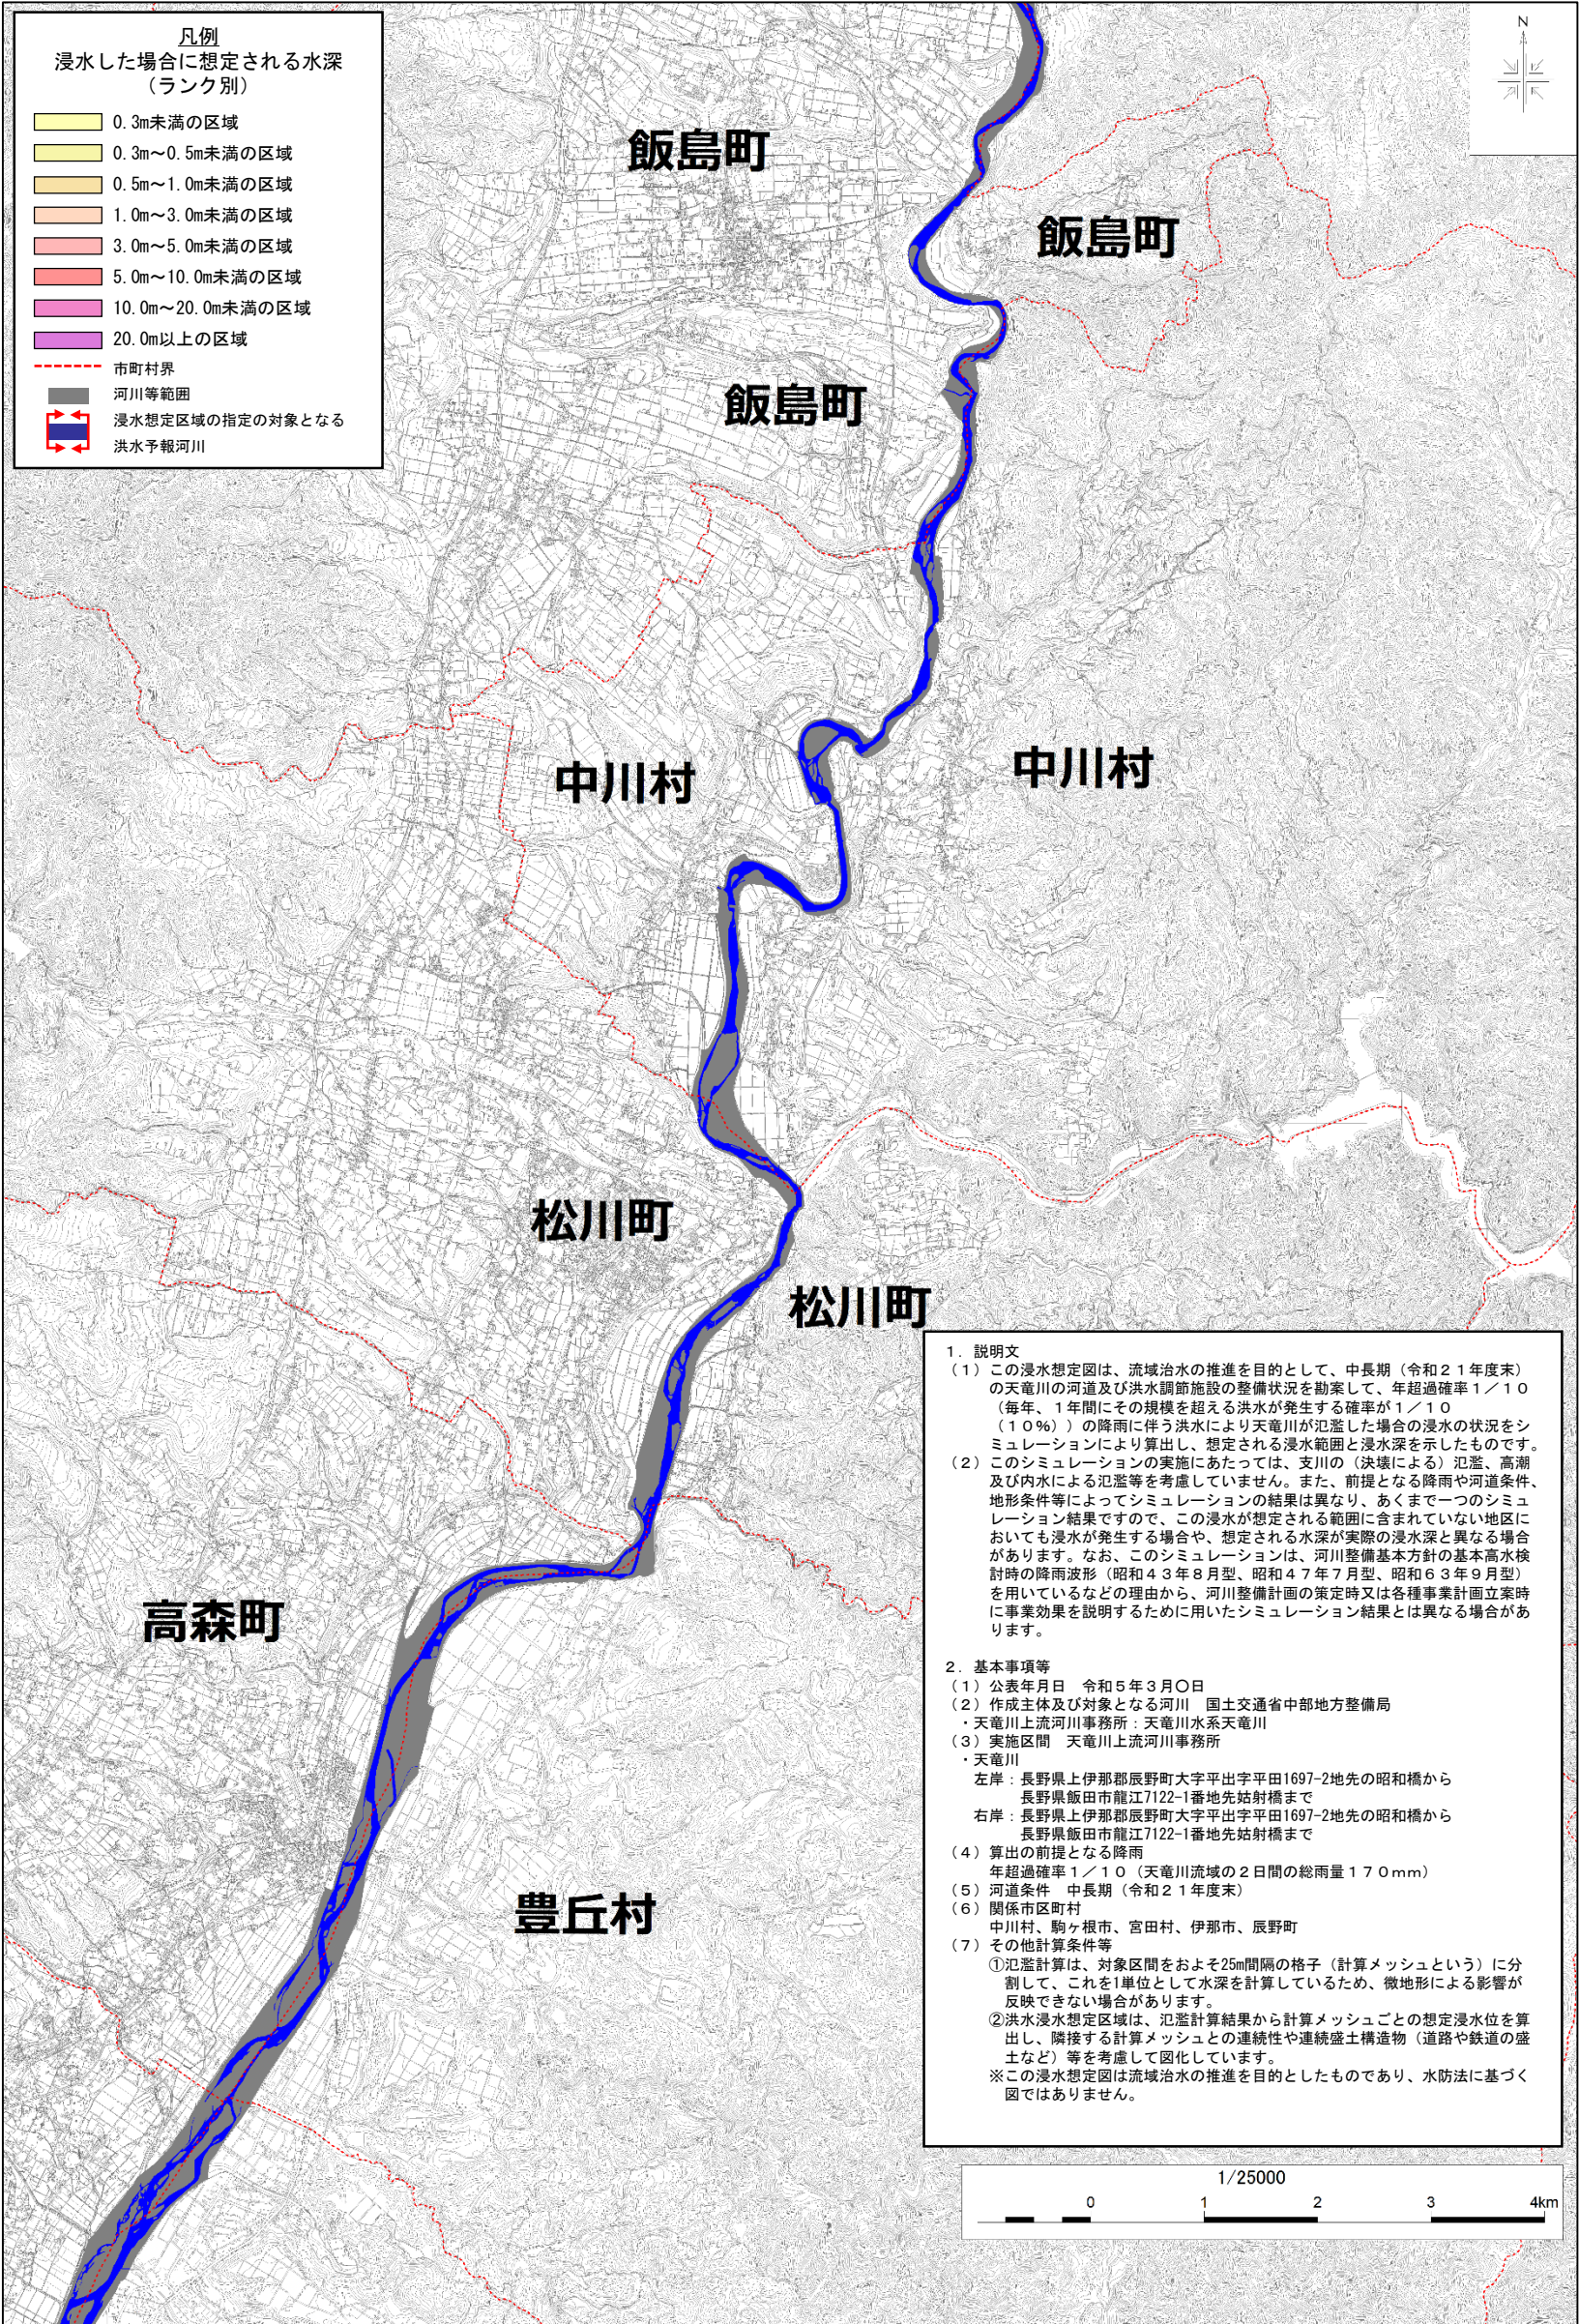 凡例
浸水した場合に想定される水深
(ランク別)
0.3m未満の区域
0.3m~0.5m未満の区域
0.5m~1.0m未満の区域
1.0m~3.0m未満の区域
3.0m~5.0m未満の区域
5.0m~10.0m未満の区域
10.0m~20.0m未満の区域
20.0m以上の区域
市町村界
河川等範囲
浸水想定区域の指定の対象となる
洪水予報河川
N
飯島町
飯島町
飯島町
中川村
中川村
松川町
松川町
高森町
豊丘村
1.説明文
(1)この浸水想定図は、流域治水の推進を目的として、中長期(令和21年度末)
の天竜川の河道及び洪水調節施設の整備状況を勘案して、年超過確率1/10
(毎年、1年間にその規模を超える洪水が発生する確率が1/10
(10%))の降雨に伴う洪水により天竜川が氾濫した場合の浸水の状況をシ
ミュレーションにより算出し、想定される浸水範囲と浸水深を示したものです。
(2)このシミュレーションの実施にあたっては、支川の(決壊による)氾濫、高潮
及び内水による氾濫等を考慮していません。また、前提となる降雨や河道条件、
地形条件等によってシミュレーションの結果は異なり、あくまで一つのシミュ
レーション結果ですので、この浸水が想定される範囲に含まれていない地区に
おいても浸水が発生する場合や、想定される水深が実際の浸水深と異なる場合
があります。なお、このシミュレーションは、河川整備基本方針の基本高水検
討時の降雨波形(昭和43年8月型、昭和47年7月型、昭和63年9月型)
を用いているなどの理由から、河川整備計画の策定時又は各種事業計画立案時
に事業効果を説明するために用いたシミュレーション結果とは異なる場合があ
ります。
2.基本事項等
(1)公表年月日 令和5年3月〇日
(2)作成主体及び対象となる河川 国土交通省中部地方整備局
・天竜川上流河川事務所:天竜川水系天竜川
(3)実施区間 天竜川上流河川事務所
・天竜川
左岸:長野県上伊那郡辰野町大字平出字平田1697-2地先の昭和橋から
長野県飯田市龍江7122-1番地先姑射橋まで
右岸:長野県上伊那郡辰野町大字平出字平田1697-2地先の昭和橋から
長野県飯田市龍江7122-1番地先姑射橋まで
(4)算出の前提となる降雨
年超過確率1/10(天竜川流域の2日間の総雨量170mm)
(5)河道条件 中長期(令和21年度末)
(6)関係市区町村
中川村、駒ヶ根市、宮田村、伊那市、辰野町
(7)その他計算条件等
①氾濫計算は、対象区間をおよそ25m間隔の格子(計算メッシュという)に分
割して、これを1単位として水深を計算しているため、微地形による影響が
反映できない場合があります。
②洪水浸水想定区域は、氾濫計算結果から計算メッシュごとの想定浸水位を算
出し、隣接する計算メッシュとの連続性や連続盛土構造物(道路や鉄道の盛
土など)等を考慮して図化しています。
※この浸水想定図は流域治水の推進を目的としたものであり、水防法に基づく
図ではありません。
1/25000
0 1 2 3 4km